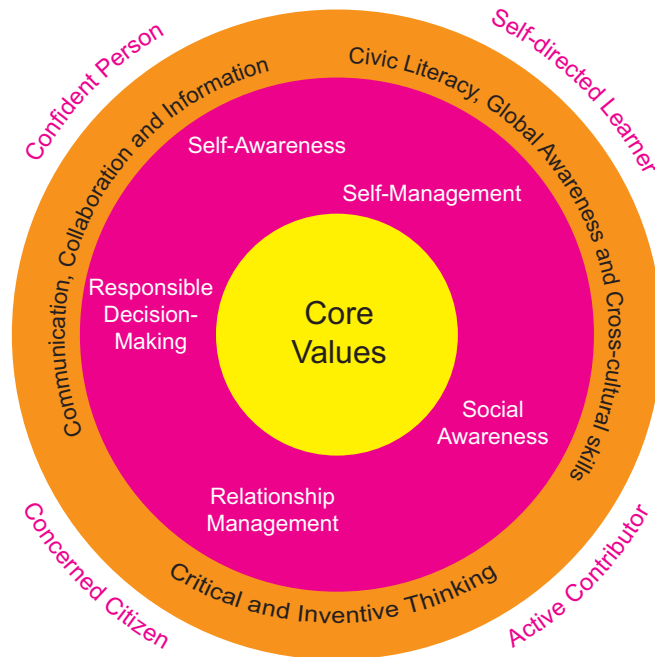 Confident Person
Self-directed Learner
Communication, Collaboration and Information
Civic Literacy, Global Awareness and Cross-cultural skills
Self-Awareness
Self-Management
Responsible
Decision-
Making
Core
Values
Social
Awareness
Relationship
Management
Critical and Inventive Thinking
Concerned Citizen
Active Contributor